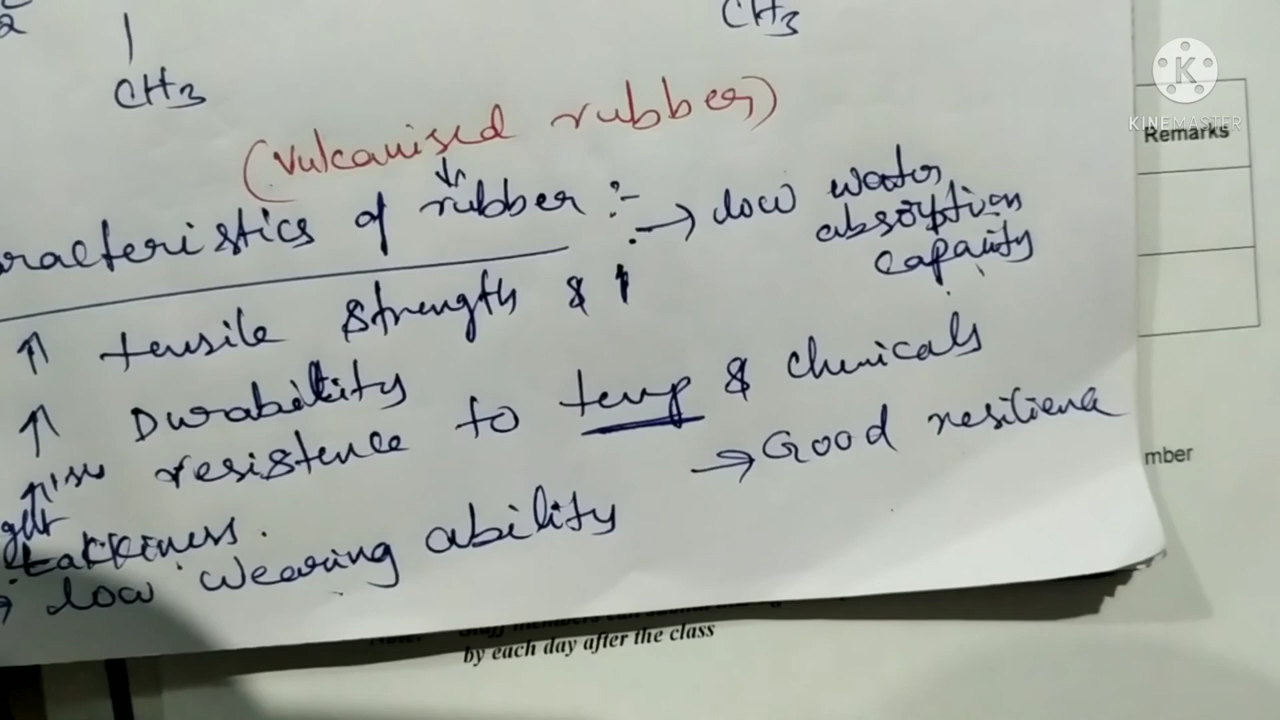 CH3
CH3
(Vulcanised rubber)
racteristics of rubber :-
→ low water
absorption
capacity
↑ tensile strength &
↑ Durability
resistence to temp & chemicals
→ Good resilience
tackiness.
→ low wearing ability
KINEMASTER
Remarks
mber
by each day after the class